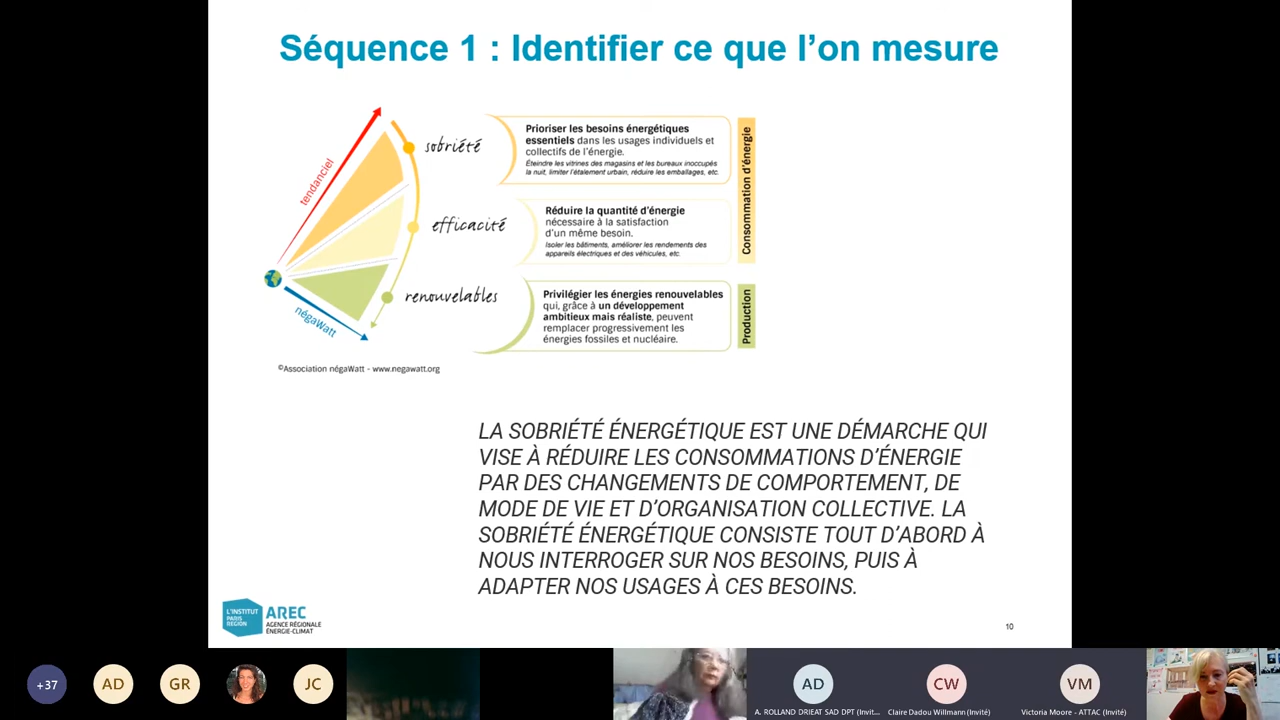 Séquence 1 : Identifier ce que l'on mesure
tendanciel
sobriété
Prioriser les besoins énergétiques
essentiels dans les usages individuels et
collectifs de l'énergie.
Éteindre les vitrines des magasins et les bureaux inoccupés
la nuit, limiter l'étalement urbain, réduire les emballages, etc.
Consommation d'énergie
efficacité
Réduire la quantité d'énergie
nécessaire à la satisfaction
d'un même besoin.
Isoler les bâtiments, améliorer les rendements des
appareils électriques et des véhicules, etc.
renouvelables
Privilégier les énergies renouvelables
qui, grâce à un développement
ambitieux mais réaliste, peuvent
remplacer progressivement les
énergies fossiles et nucléaire.
Production
négaWatt
©Association négaWatt - www.negawatt.org
LA SOBRIÉTÉ ÉNERGÉTIQUE EST UNE DÉMARCHE QUI
VISE À RÉDUIRE LES CONSOMMATIONS D'ÉNERGIE
PAR DES CHANGEMENTS DE COMPORTEMENT, DE
MODE DE VIE ET D'ORGANISATION COLLECTIVE. LA
SOBRIÉTÉ ÉNERGÉTIQUE CONSISTE TOUT D'ABORD À
NOUS INTERROGER SUR NOS BESOINS, PUIS À
ADAPTER NOS USAGES À CES BESOINS.
L'INSTITUT
PARIS
REGION
AREC
AGENCE RÉGIONALE
ÉNERGIE-CLIMAT
10
+37
AD
GR
JC
AD
A. ROLLAND DRIEAT SAD DPT (Invit...
CW
Claire Dadou Willmann (Invité)
VM
Victoria Moore - ATTAC (Invité)